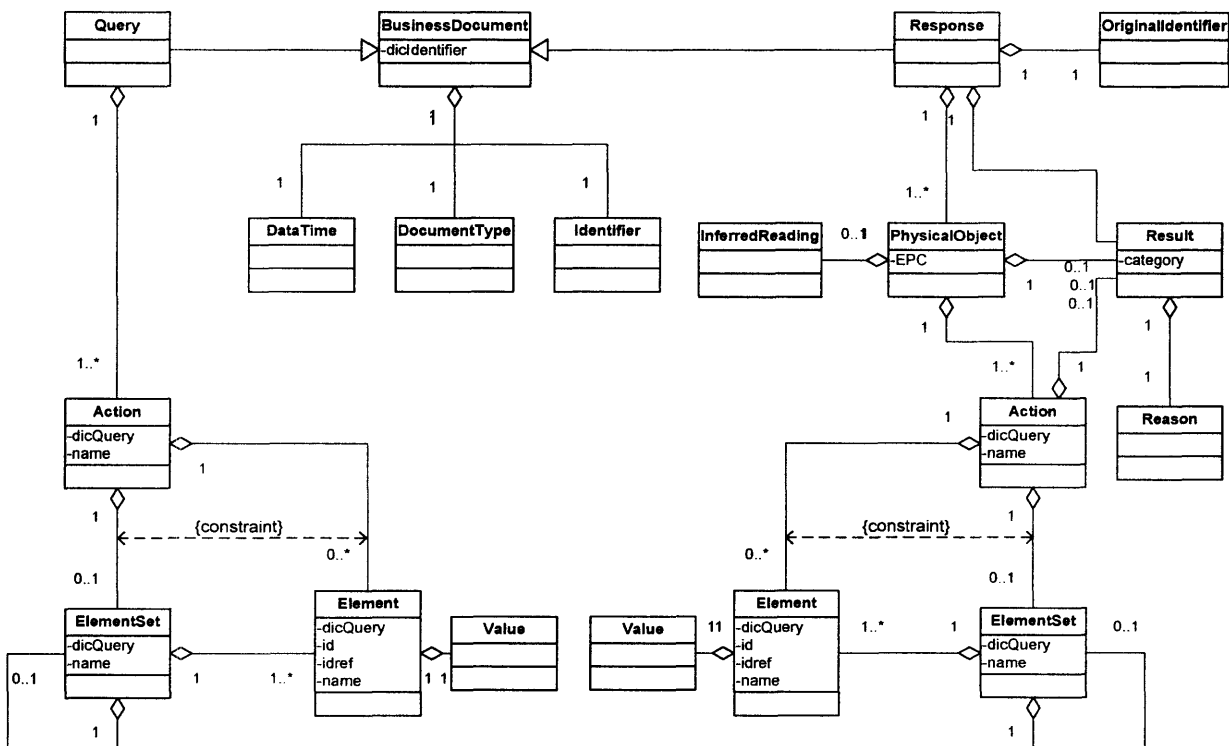 Query
BusinessDocument
-dicIdentifier
Response
OriginalIdentifier
1
1
1
1
1
1
1
1
1
1
1
1..*
DataTime
DocumentType
Identifier
InferredReading
0..1
1
PhysicalObject
-EPC
Result
-category
1
0..1
0..1
0..1
1
1
1..*
1..*
1
1
Action
-dicQuery
-name
Action
-dicQuery
-name
Reason
1
1
1
1
{constraint}
{constraint}
0..*
0..*
0..1
0..1
ElementSet
-dicQuery
-name
Element
-dicQuery
-id
-idref
-name
Value
Value
Element
-dicQuery
-id
-idref
-name
ElementSet
-dicQuery
-name
11
1..*
1
0..1
0..1
1
1..*
1
1
1
1